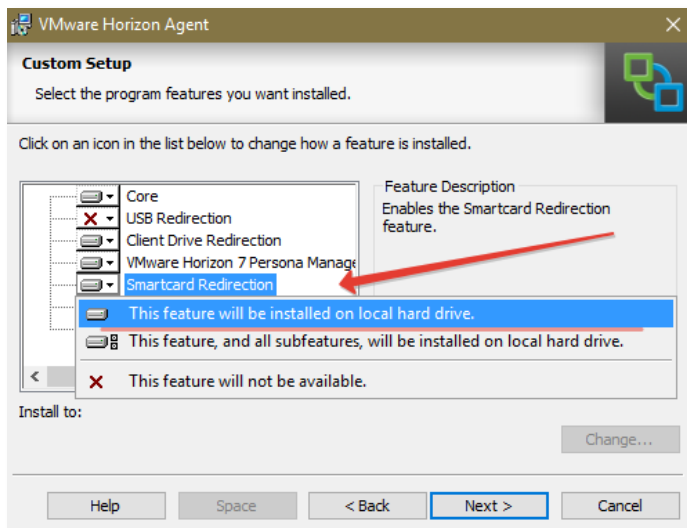 VMware Horizon Agent
Custom Setup
Select the program features you want installed.
Click on an icon in the list below to change how a feature is installed.
Core
USB Redirection
Client Drive Redirection
VMware Horizon 7 Persona Manage
Smartcard Redirection
Feature Description
Enables the Smartcard Redirection
feature.
This feature will be installed on local hard drive.
This feature, and all subfeatures, will be installed on local hard drive.
This feature will not be available.
Install to:
Change...
Help
Space
< Back
Next >
Cancel